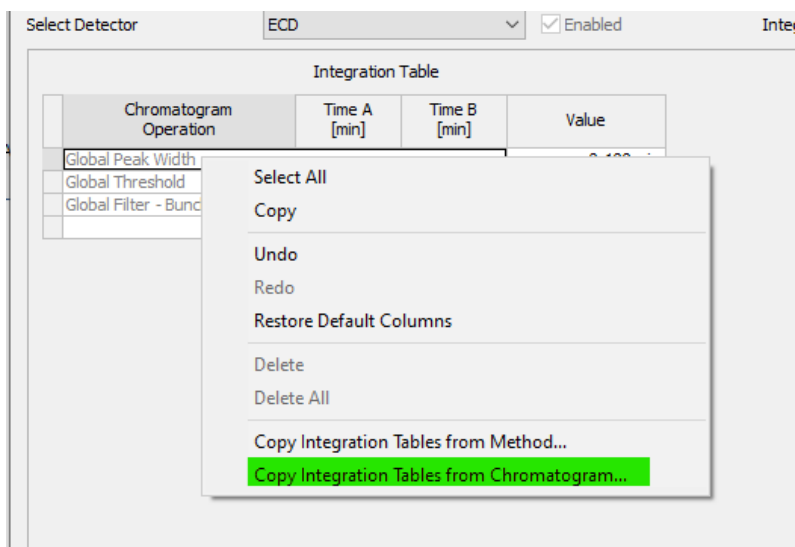 Select Detector ECD Enabled
Integration Table
Chromatogram Operation Time A [min] Time B [min] Value
Global Peak Width
Global Threshold
Global Filter -
Select All
Copy
Undo
Redo
Restore Default Columns
Delete
Delete All
Copy Integration Tables from Method...
Copy Integration Tables from Chromatogram...